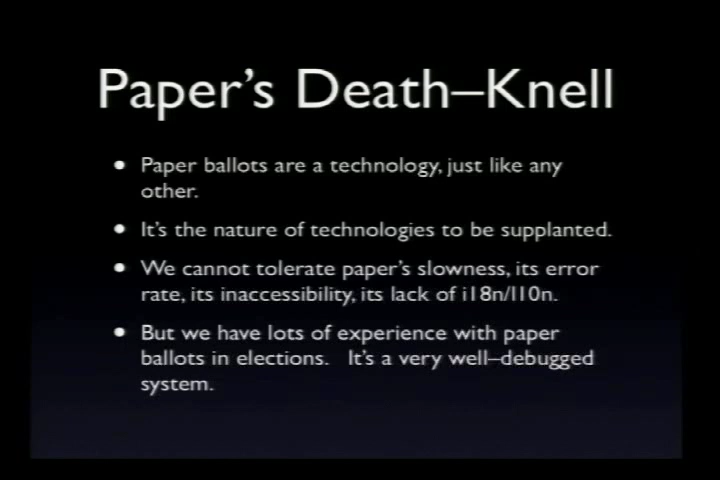 Paper's Death–Knell
• Paper ballots are a technology, just like any
other.
• It's the nature of technologies to be supplanted.
• We cannot tolerate paper's slowness, its error
rate, its inaccessibility, its lack of i18n/l10n.
• But we have lots of experience with paper
ballots in elections. It's a very well–debugged
system.